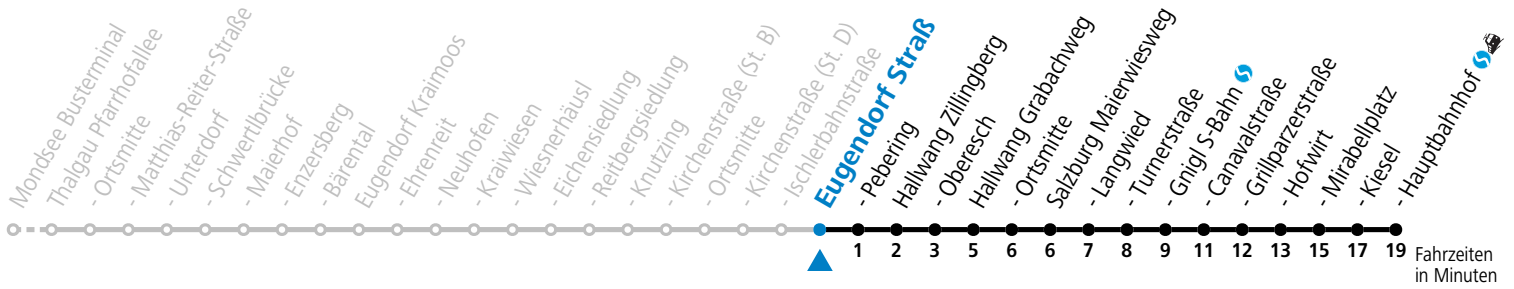 Mondsee Busterminal
Thalgau Pfarrhofallee
- Ortsmitte
- Matthias-Reiter-Straße
- Unterdorf
- Schwertlbrücke
- Maierhof
- Enzersberg
- Bärental
Eugendorf Kraimoos
- Ehrenreit
- Neuhofen
- Kraiwiesen
- Wiesnerhäusl
- Eichensiedlung
- Reitbergsiedlung
- Knutzing
- Kirchenstraße (St. B)
- Ortsmitte
- Kirchenstraße (St. D)
- Ischlerbahnstraße
Eugendorf Straß
- Pebering
Hallwang Zillingberg
- Oberesch
Hallwang Grabachweg
- Ortsmitte
Salzburg Maierwiesweg
- Langwied
- Turnerstraße
- Gnigl S-Bahn
- Canavalstraße
- Grillparzerstraße
- Hofwirt
- Mirabellplatz
- Kiesel
- Hauptbahnhof
1 2 3 5 6 6 7 8 9 11 12 13 15 17 19 Fahrzeiten
in Minuten